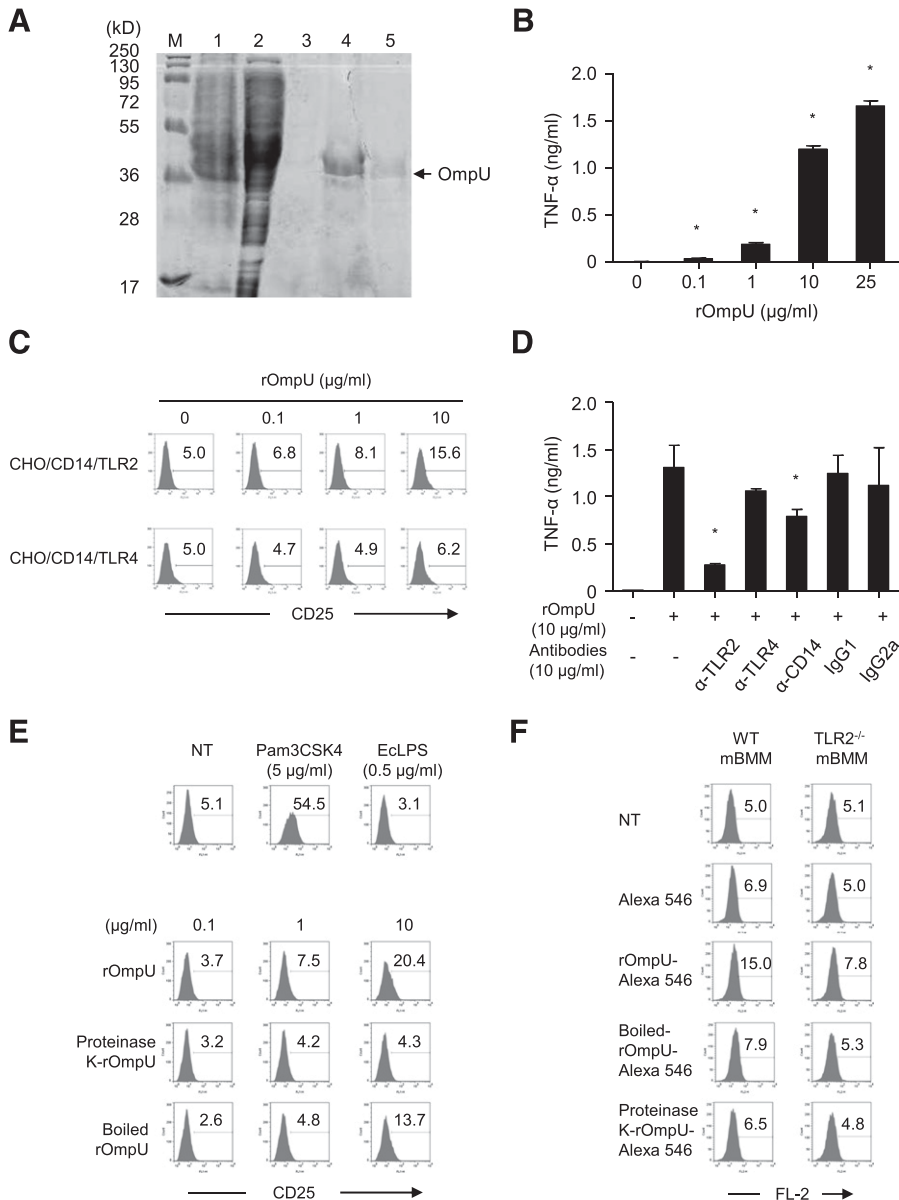 A
(kD)
M 1 2 3 4 5
250
130
95
72
55
36
28
17
OmpU
B
TNF-α (ng/ml)
2.0
1.5
1.0
0.5
0
* * * *
0 0.1 1 10 25
rOmpU (µg/ml)
C
rOmpU (µg/ml)
0 0.1 1 10
CHO/CD14/TLR2 5.0 6.8 8.1 15.6
CHO/CD14/TLR4 5.0 4.7 4.9 6.2
CD25
D
TNF-α (ng/ml)
2.0
1.5
1.0
0.5
0
* *
rOmpU - + + + + + +
(10 µg/ml)
Antibodies
(10 µg/ml) - - α-TLR2 α-TLR4 α-CD14 IgG1 IgG2a
E
NT Pam3CSK4 EcLPS
(5 µg/ml) (0.5 µg/ml)
5.1 54.5 3.1
(µg/ml) 0.1 1 10
rOmpU 3.7 7.5 20.4
Proteinase
K-rOmpU 3.2 4.2 4.3
Boiled
rOmpU 2.6 4.8 13.7
CD25
F
WT TLR2-/-
mBMM mBMM
NT 5.0 5.1
Alexa 546 6.9 5.0
rOmpU-
Alexa 546 15.0 7.8
Boiled-
rOmpU-
Alexa 546 7.9 5.3
Proteinase
K-rOmpU-
Alexa 546 6.5 4.8
FL-2